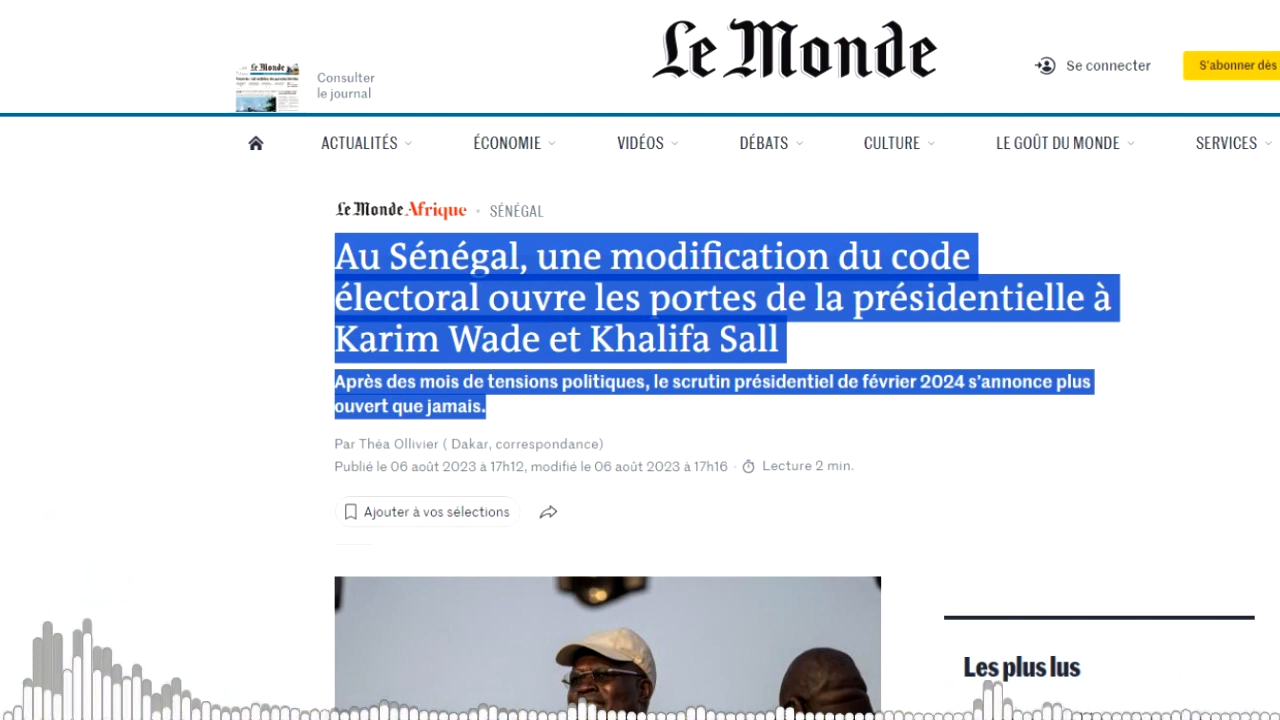 Le Monde
Le Monde
Consulter
le journal
Se connecter
S'abonner dès
ACTUALITÉS
ÉCONOMIE
VIDÉOS
DÉBATS
CULTURE
LE GOÛT DU MONDE
SERVICES
Le Monde Afrique • SÉNÉGAL
Au Sénégal, une modification du code
électoral ouvre les portes de la présidentielle à
Karim Wade et Khalifa Sall
Après des mois de tensions politiques, le scrutin présidentiel de février 2024 s'annonce plus
ouvert que jamais.
Par Théa Ollivier ( Dakar, correspondance)
Publié le 06 août 2023 à 17h12, modifié le 06 août 2023 à 17h16 · Lecture 2 min.
Ajouter à vos sélections
Les plus lus